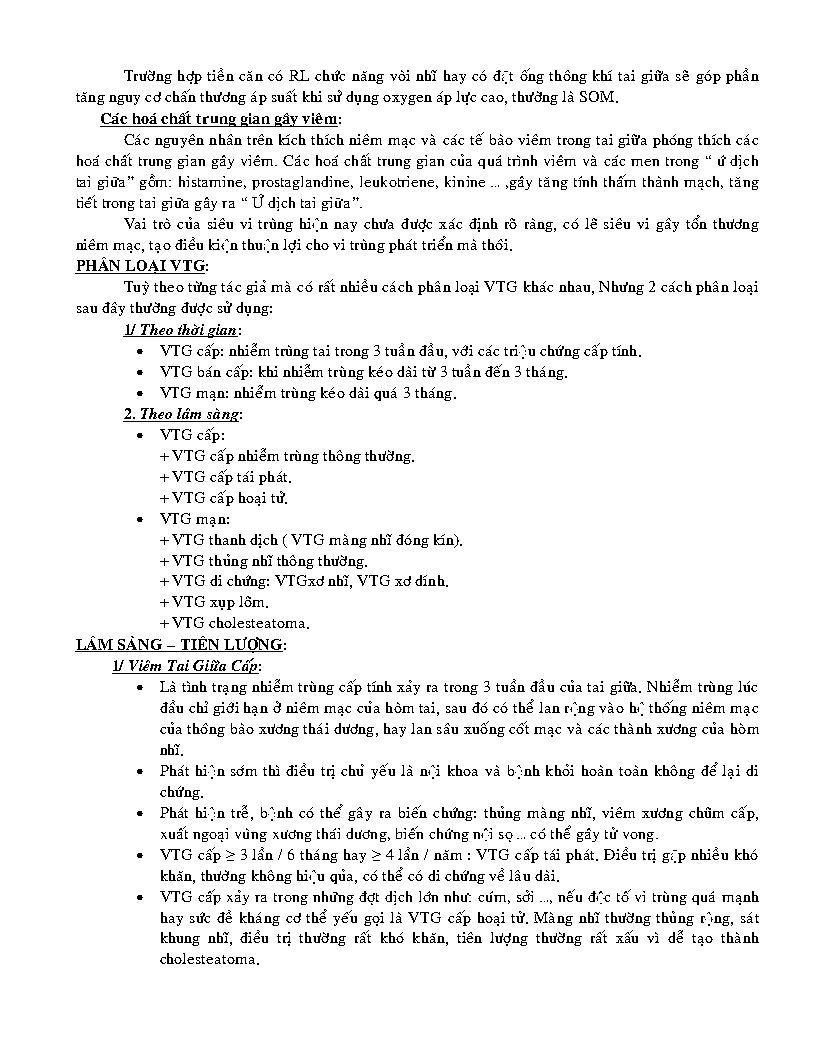 Trường hợp tiền căn có RL chức năng vòi nhĩ hay có đặt ống thông khí tai giữa sẽ góp phần
tăng nguy cơ chấn thương áp suất khi sử dụng oxygen áp lực cao, thường là SOM.
Các hoá chất trung gian gây viêm:
Các nguyên nhân trên kích thích niêm mạc và các tế bào viêm trong tai giữa phóng thích các
hoá chất trung gian gây viêm. Các hoá chất trung gian của quá trình viêm và các men trong “ ứ dịch
tai giữa” gồm: histamine, prostaglandine, leukotriene, kinine ... ,gây tăng tính thấm thành mạch, tăng
tiết trong tai giữa gây ra “ Ứ dịch tai giữa”.
Vai trò của siêu vi trùng hiện nay chưa được xác định rõ ràng, có lẽ siêu vi gây tổn thương
niêm mạc, tạo điều kiện thuận lợi cho vi trùng phát triển mà thôi.
PHÂN LOẠI VTG:
Tuỳ theo từng tác giả mà có rất nhiều cách phân loại VTG khác nhau, Nhưng 2 cách phân loại
sau đây thường được sử dụng:
1/ Theo thời gian:
• VTG cấp: nhiễm trùng tai trong 3 tuần đầu, với các triệu chứng cấp tính.
• VTG bán cấp: khi nhiễm trùng kéo dài từ 3 tuần đến 3 tháng.
• VTG mạn: nhiễm trùng kéo dài quá 3 tháng.
2. Theo lâm sàng:
• VTG cấp:
+ VTG cấp nhiễm trùng thông thường.
+ VTG cấp tái phát.
+ VTG cấp hoại tử.
• VTG mạn:
+ VTG thanh dịch ( VTG màng nhĩ đóng kín).
+ VTG thủng nhĩ thông thường.
+ VTG di chứng: VTGxơ nhĩ, VTG xơ dính.
+ VTG xụp lõm.
+ VTG cholesteatoma.
LÂM SÀNG – TIÊN LƯỢNG:
1/ Viêm Tai Giữa Cấp:
• Là tình trạng nhiễm trùng cấp tính xảy ra trong 3 tuần đầu của tai giữa. Nhiễm trùng lúc
đầu chỉ giới hạn ở niêm mạc của hòm tai, sau đó có thể lan rộng vào hệ thống niêm mạc
của thông bào xương thái dương, hay lan sâu xuống cốt mạc và các thành xương của hòm
nhĩ.
• Phát hiện sớm thì điều trị chủ yếu là nội khoa và bệnh khỏi hoàn toàn không để lại di
chứng.
• Phát hiện trễ, bệnh có thể gây ra biến chứng: thủng màng nhĩ, viêm xương chũm cấp,
xuất ngoại vùng xương thái dương, biến chứng nội sọ ... có thể gây tử vong.
• VTG cấp ≥ 3 lần / 6 tháng hay ≥ 4 lần / năm : VTG cấp tái phát. Điều trị gặp nhiều khó
khăn, thường không hiệu qủa, có thể có di chứng về lâu dài.
• VTG cấp xảy ra trong những đợt dịch lớn như: cúm, sởi ..., nếu độc tố vi trùng quá mạnh
hay sức đề kháng cơ thể yếu gọi là VTG cấp hoại tử. Màng nhĩ thường thủng rộng, sát
khung nhĩ, điều trị thường rất khó khăn, tiên lượng thường rất xấu vì dễ tạo thành
cholesteatoma.